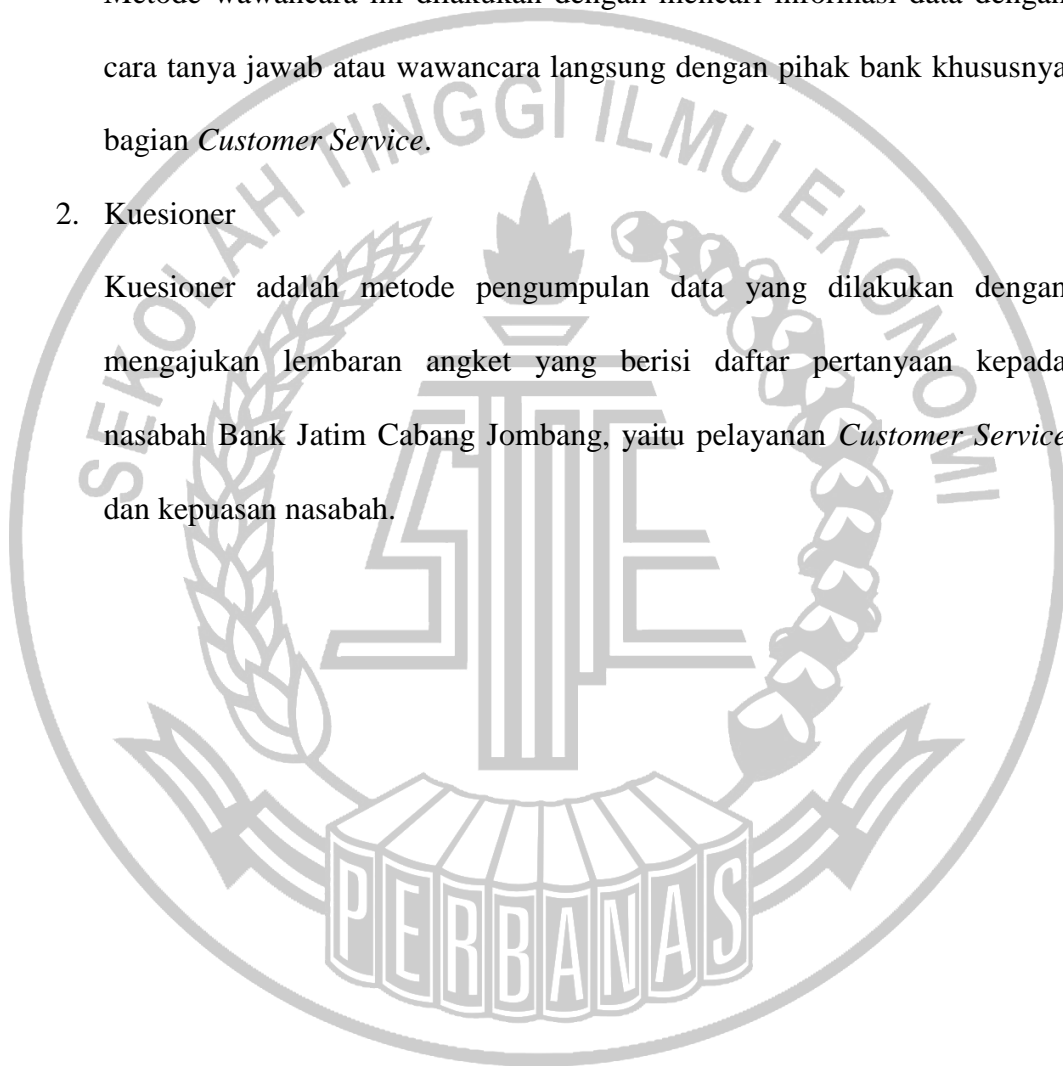 Metode wawancara ini dilakukan dengan mencari informasi data dengan
cara tanya jawab atau wawancara langsung dengan pihak bank khususnya
bagian Customer Service.
2. Kuesioner
Kuesioner adalah metode pengumpulan data yang dilakukan dengan
mengajukan lembaran angket yang berisi daftar pertanyaan kepada
nasabah Bank Jatim Cabang Jombang, yaitu pelayanan Customer Service
dan kepuasan nasabah.
SEKOLAH TINGGI ILMU EKONOMI
STIE
PERBANAS